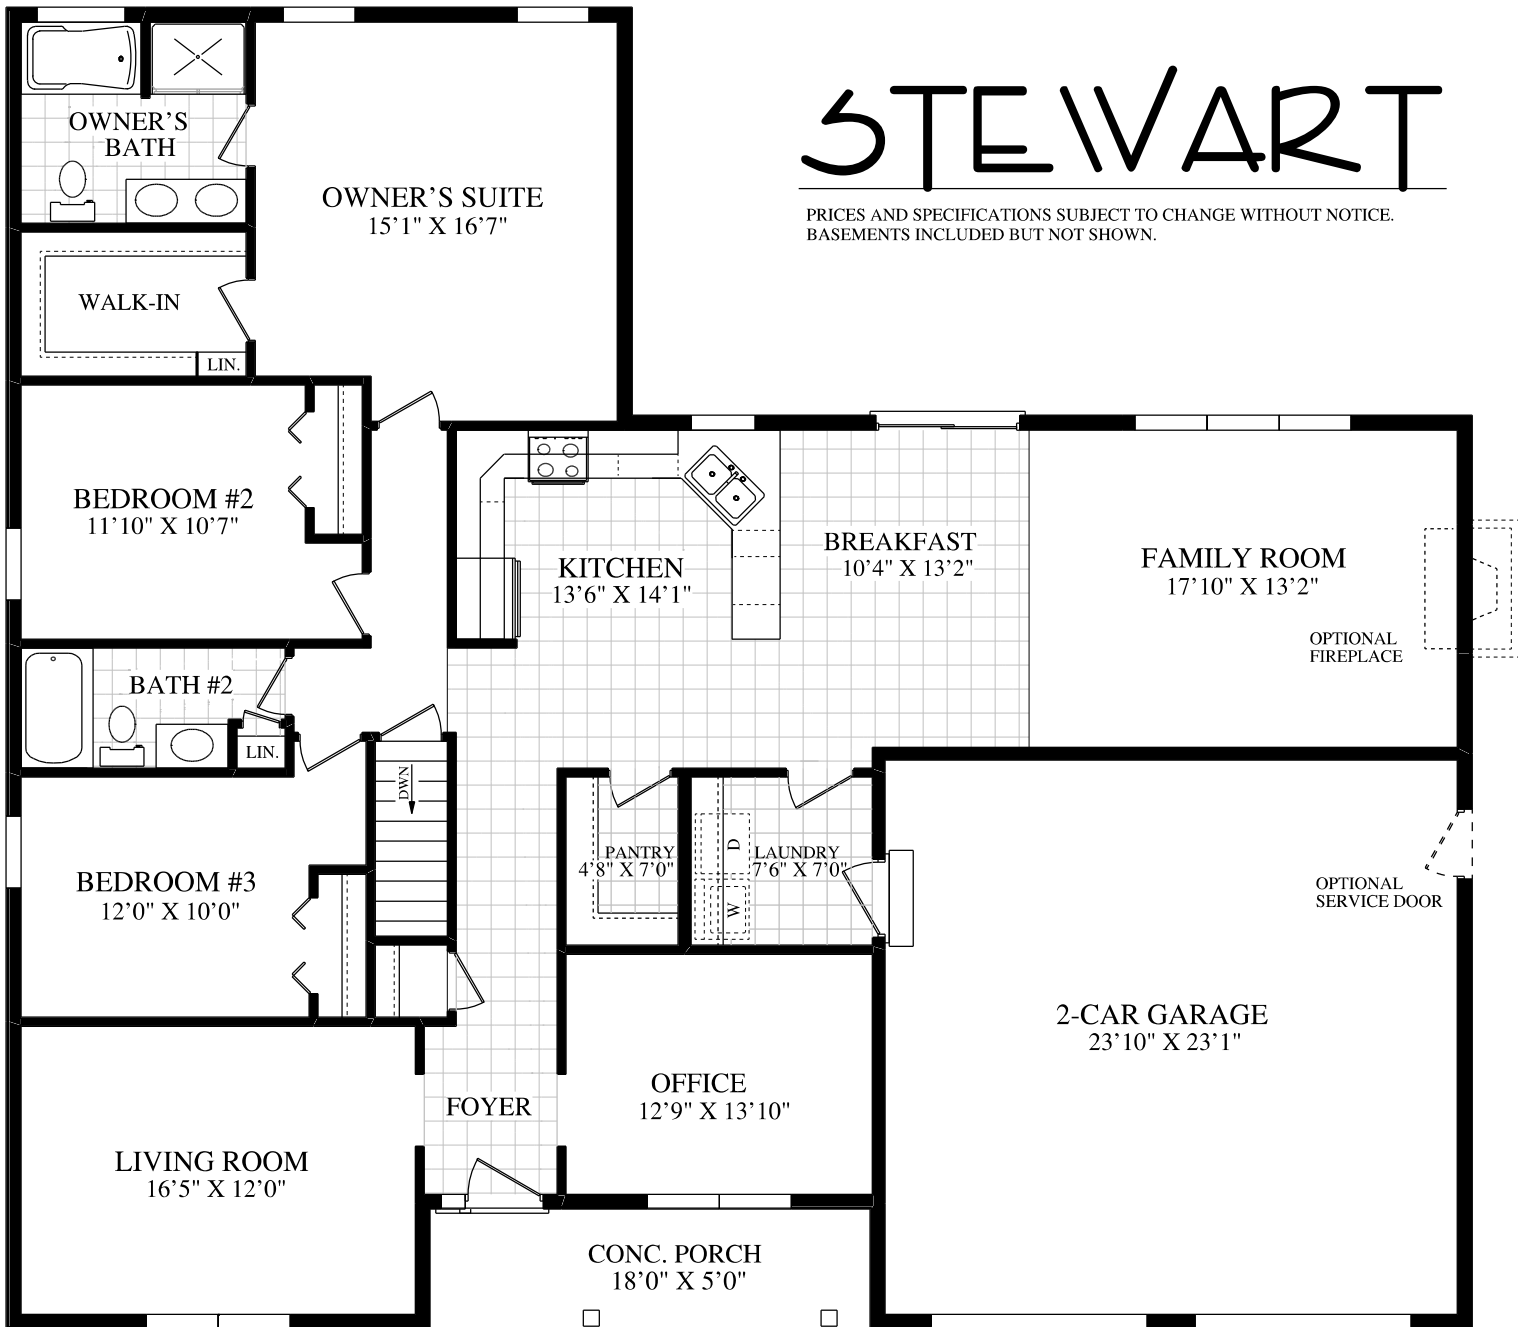 STEWART
PRICES AND SPECIFICATIONS SUBJECT TO CHANGE WITHOUT NOTICE.
BASEMENTS INCLUDED BUT NOT SHOWN.
OWNER'S
BATH
OWNER'S SUITE
15'1" X 16'7"
WALK-IN
LIN.
BEDROOM #2
11'10" X 10'7"
KITCHEN
13'6" X 14'1"
BREAKFAST
10'4" X 13'2"
FAMILY ROOM
17'10" X 13'2"
OPTIONAL
FIREPLACE
BATH #2
LIN.
DWN
BEDROOM #3
12'0" X 10'0"
PANTRY
4'8" X 7'0"
D
W
LAUNDRY
7'6" X 7'0"
OPTIONAL
SERVICE DOOR
2-CAR GARAGE
23'10" X 23'1"
OFFICE
12'9" X 13'10"
FOYER
LIVING ROOM
16'5" X 12'0"
CONC. PORCH
18'0" X 5'0"